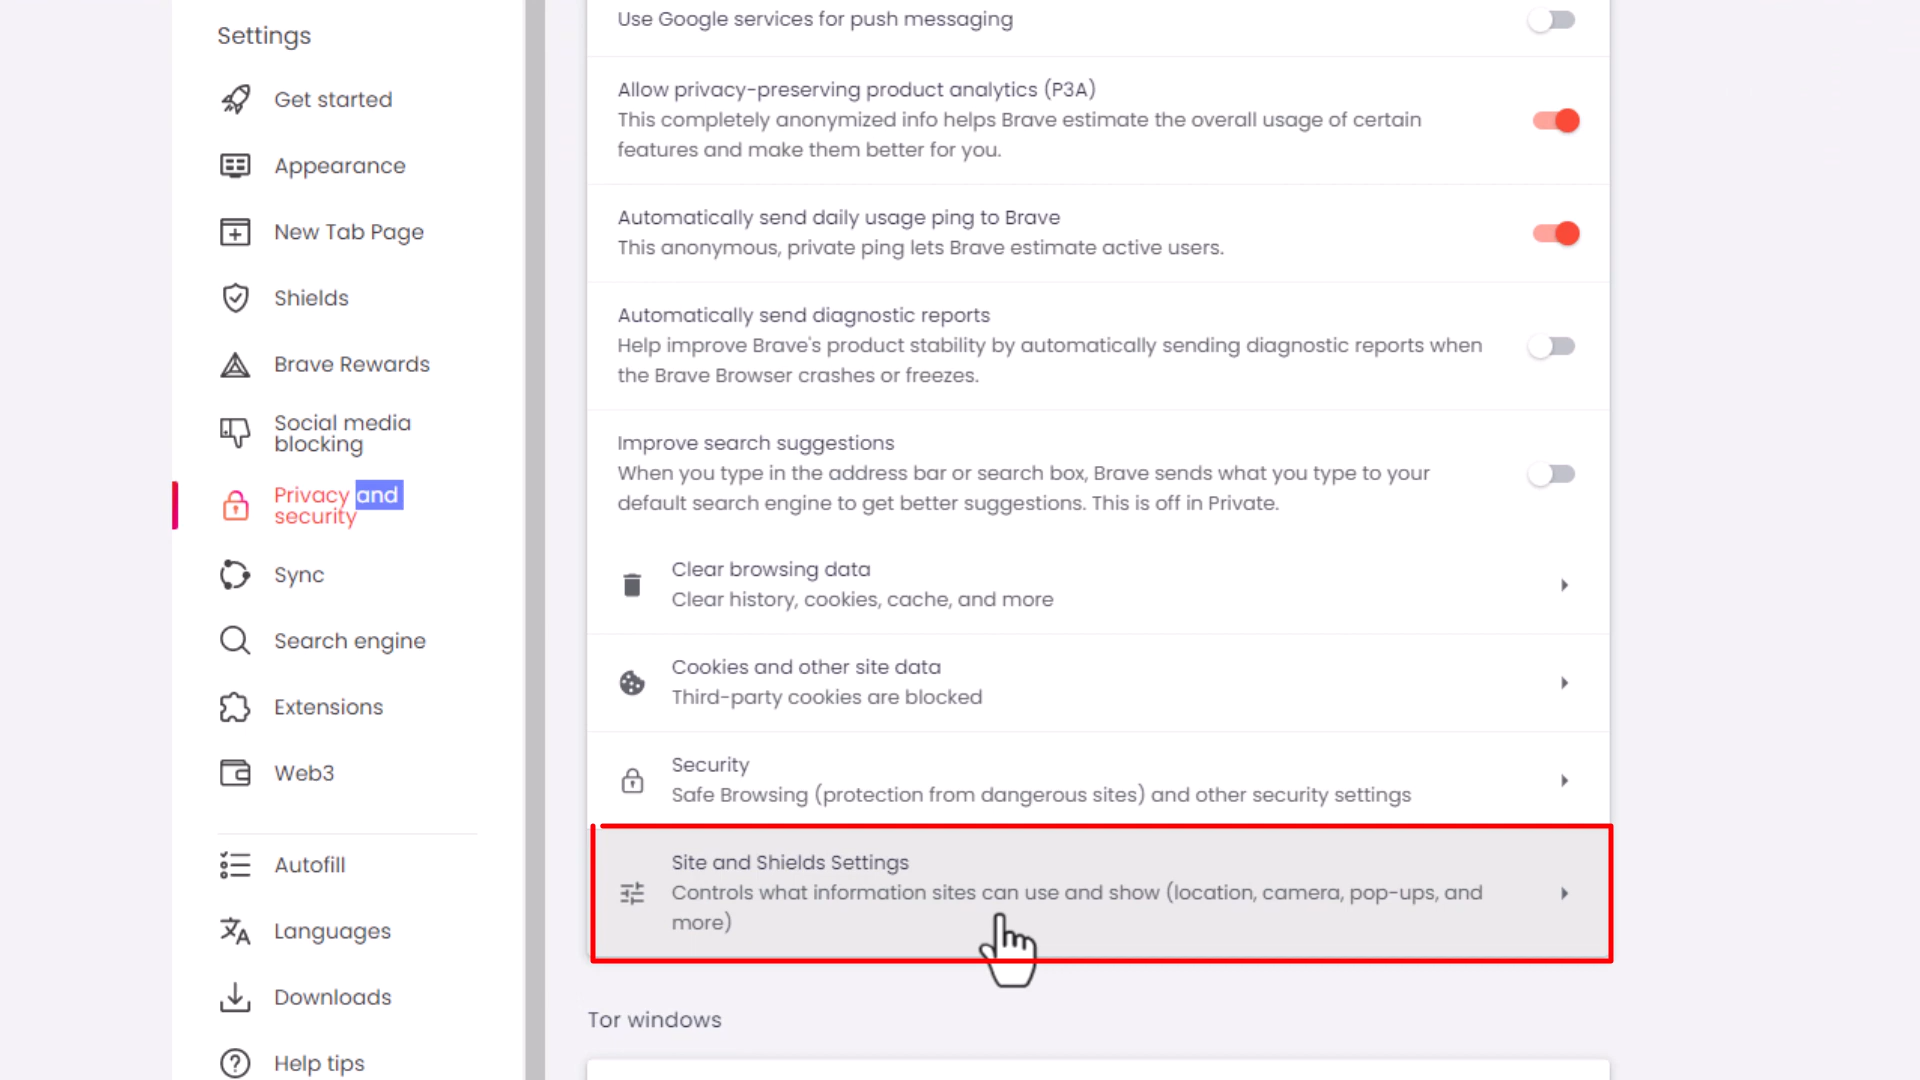 Settings
Get started
Appearance
New Tab Page
Shields
Brave Rewards
Social media
blocking
Privacy and
security
Sync
Search engine
Extensions
Web3
Autofill
Languages
Downloads
Help tips
Use Google services for push messaging
Allow privacy-preserving product analytics (P3A)
This completely anonymized info helps Brave estimate the overall usage of certain
features and make them better for you.
Automatically send daily usage ping to Brave
This anonymous, private ping lets Brave estimate active users.
Automatically send diagnostic reports
Help improve Brave's product stability by automatically sending diagnostic reports when
the Brave Browser crashes or freezes.
Improve search suggestions
When you type in the address bar or search box, Brave sends what you type to your
default search engine to get better suggestions. This is off in Private.
Clear browsing data
Clear history, cookies, cache, and more
Cookies and other site data
Third-party cookies are blocked
Security
Safe Browsing (protection from dangerous sites) and other security settings
Site and Shields Settings
Controls what information sites can use and show (location, camera, pop-ups, and
more)
Tor windows